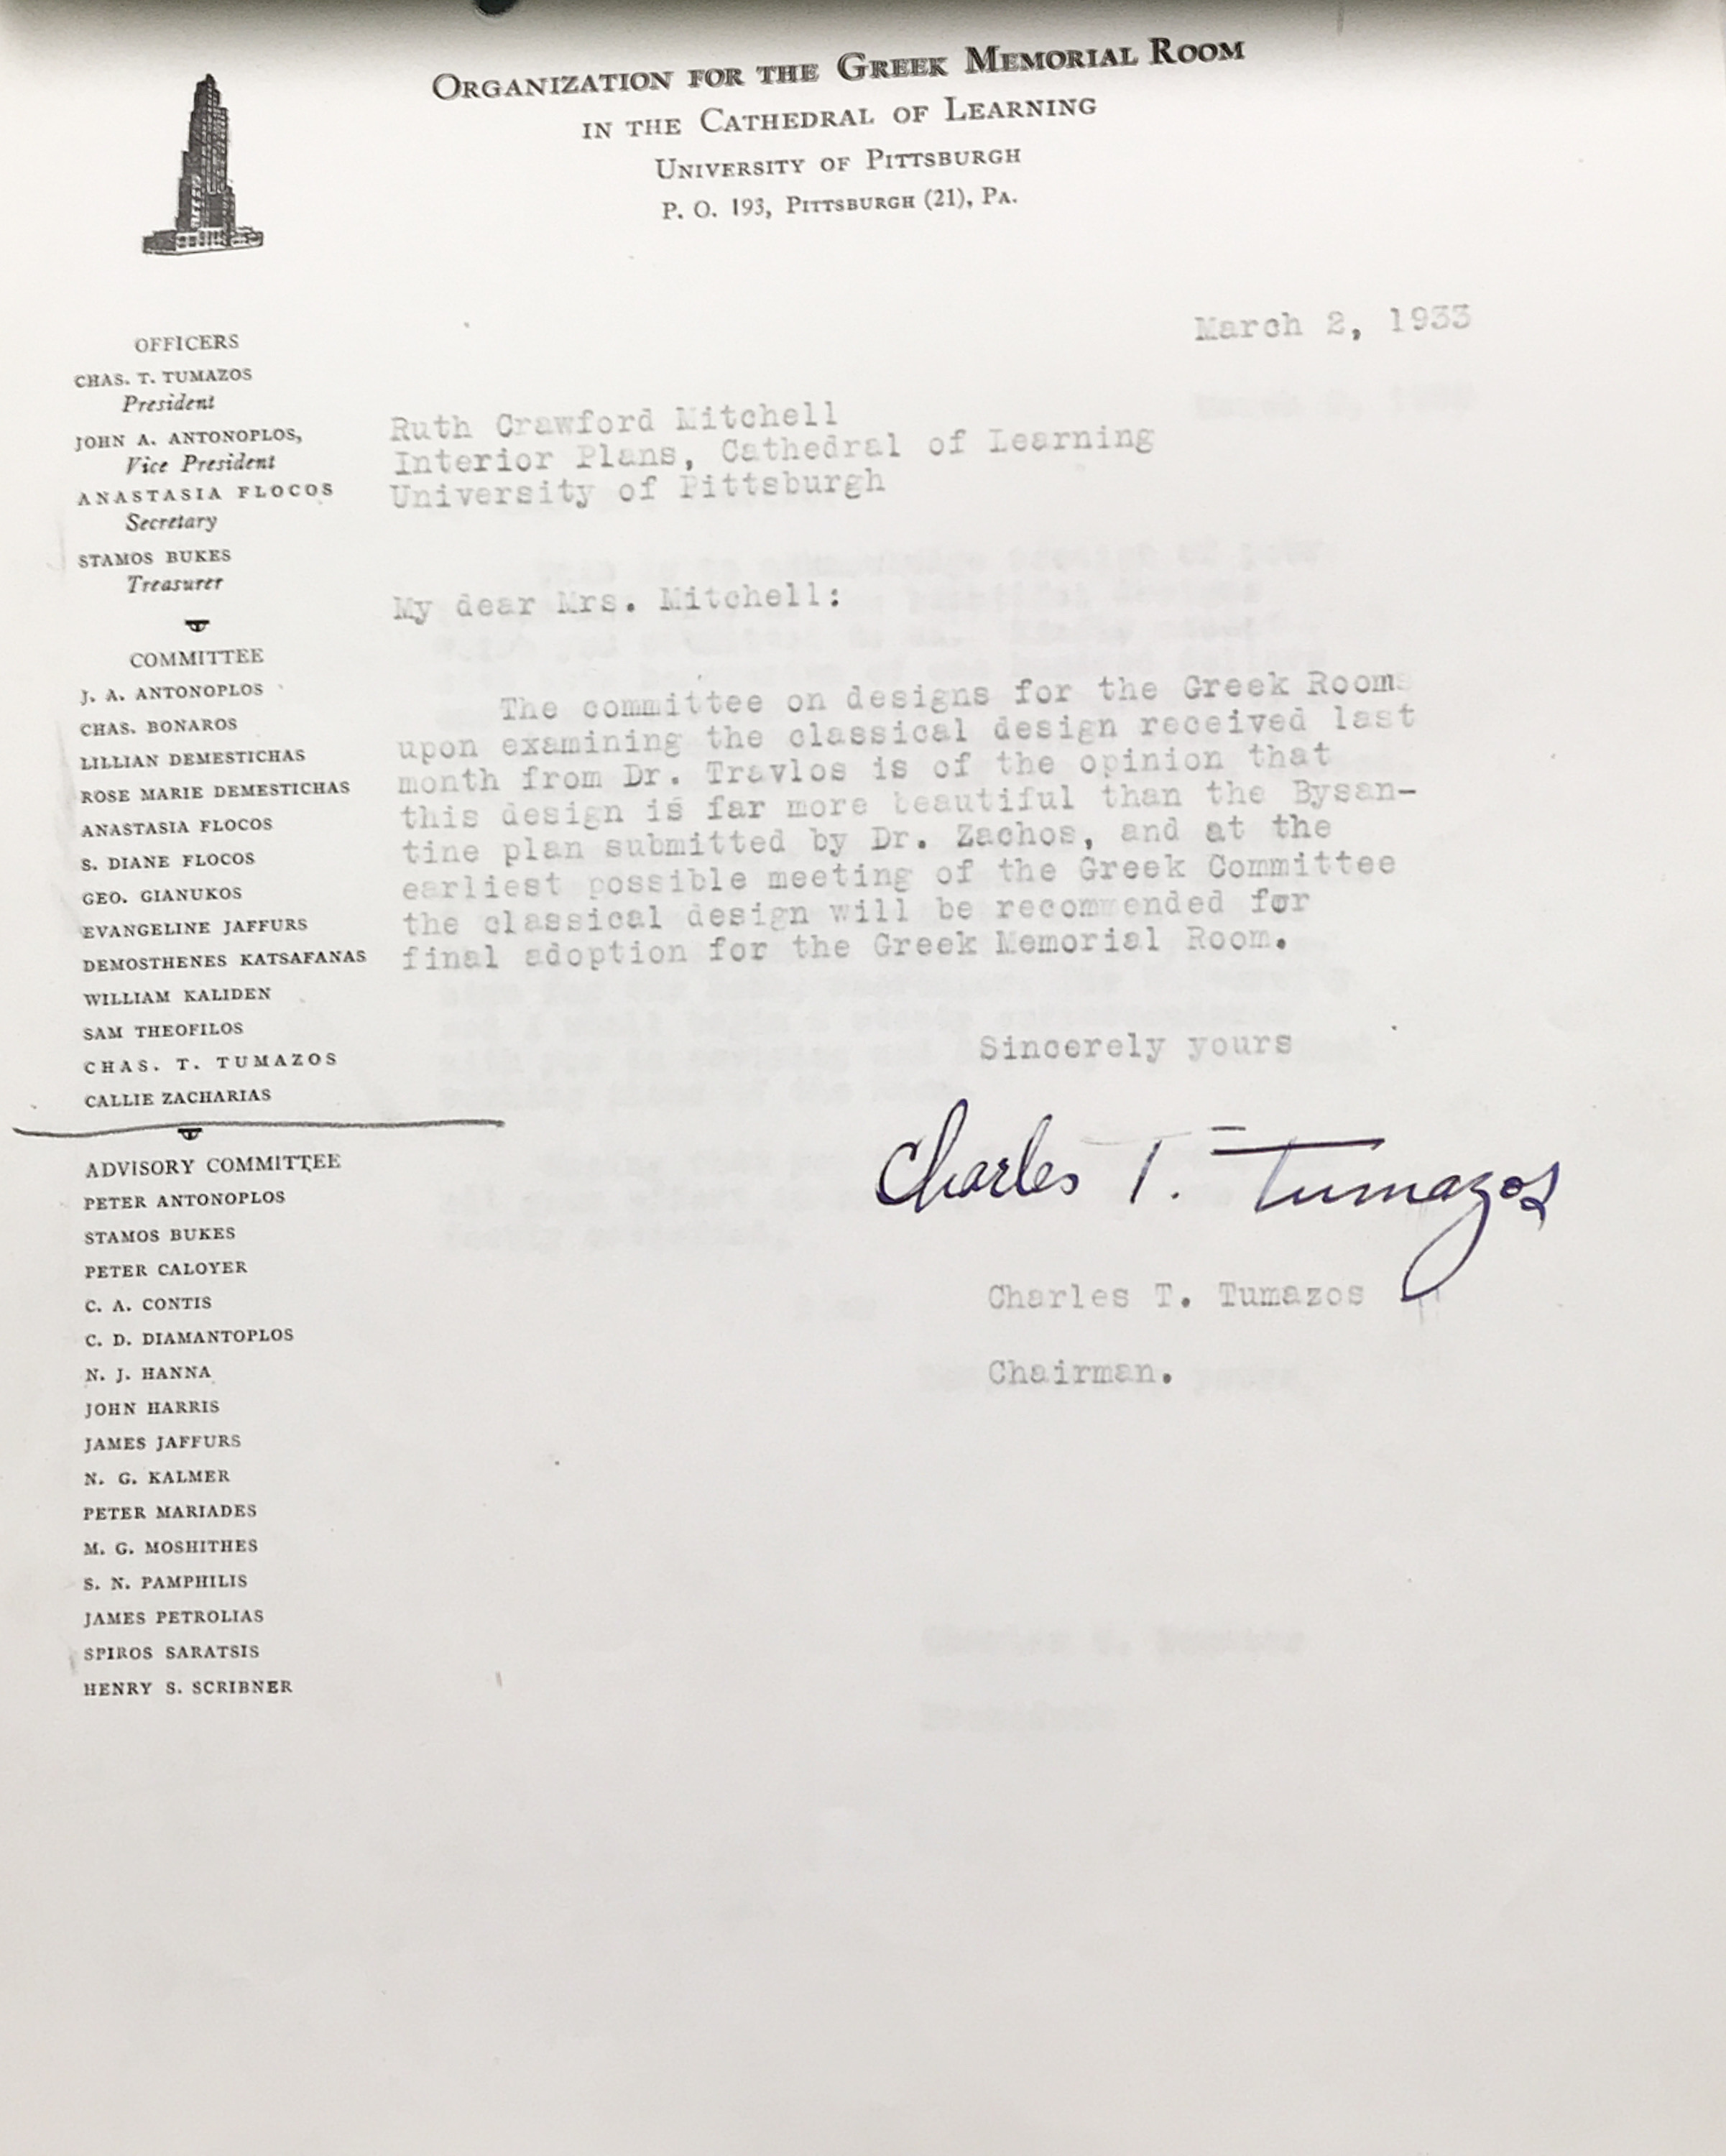 ORGANIZATION FOR THE GREEK MEMORIAL ROOM
IN THE CATHEDRAL OF LEARNING
UNIVERSITY OF PITTSBURGH
P. O. 193, PITTSBURGH (21), PA.
March 2, 1933
OFFICERS
CHAS. T. TUMAZOS
President
JOHN A. ANTONOPLOS,
Vice President
ANASTASIA FLOCOS
Secretary
STAMOS BUKES
Treasurer
COMMITTEE
J. A. ANTONOPLOS
CHAS. BONAROS
LILLIAN DEMESTICHAS
ROSE MARIE DEMESTICHAS
ANASTASIA FLOCOS
S. DIANE FLOCOS
GEO. GIANUKOS
EVANGELINE JAFFURS
DEMOSTHENES KATSAFANAS
WILLIAM KALIDEN
SAM THEOFILOS
CHAS. T. TUMAZOS
CALLIE ZACHARIAS
ADVISORY COMMITTEE
PETER ANTONOPLOS
STAMOS BUKES
PETER CALOYER
C. A. CONTIS
C. D. DIAMANTOPLOS
N. J. HANNA
JOHN HARRIS
JAMES JAFFURS
N. G. KALMER
PETER MARIADES
M. G. MOSHITHES
S. N. PAMPHILIS
JAMES PETROLIAS
SPIROS SARATSIS
HENRY S. SCRIBNER
Ruth Crawford Mitchell
Interior Plans, Cathedral of Learning
University of Pittsburgh
My dear Mrs. Mitchell:
The committee on designs for the Greek Rooms
upon examining the classical design received last
month from Dr. Travlos is of the opinion that
this design is far more beautiful than the Bysan-
tine plan submitted by Dr. Zachos, and at the
earliest possible meeting of the Greek Committee
the classical design will be recommended for
final adoption for the Greek Memorial Room.
Sincerely yours
Charles T. Tumazos
Charles T. Tumazos
Chairman.